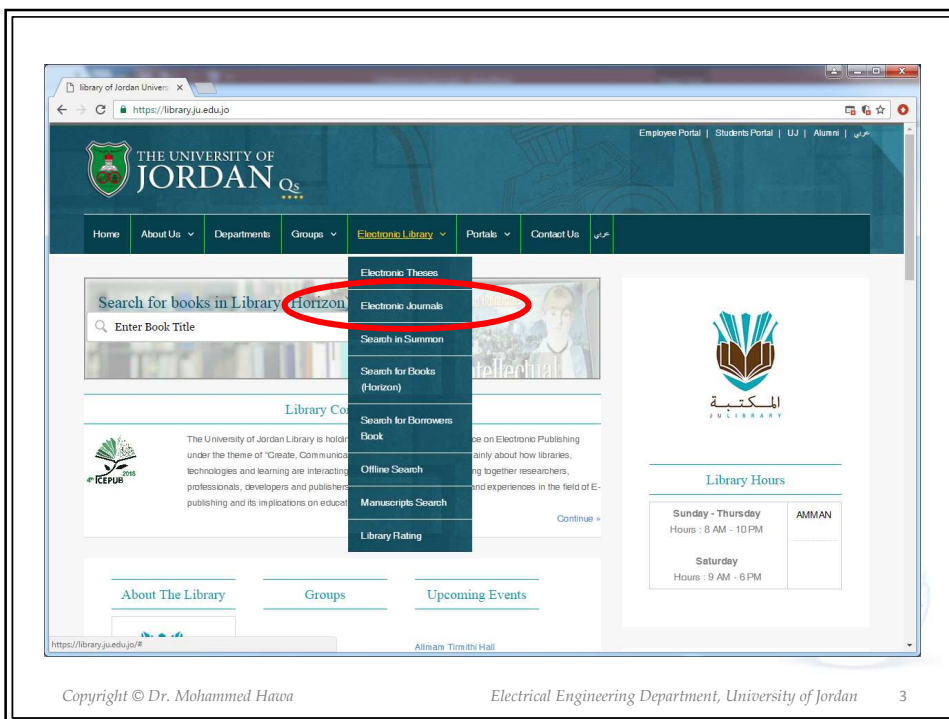 library of Jordan Univers
https://library.ju.edu.jo
Employee Portal | Students Portal | UJ | Alumni | عربي
THE UNIVERSITY OF
JORDAN QS
Home About Us Departments Groups Electronic Library Portals Contact Us عربي
Electronic Theses
Electronic Journals
Search in Summon
Search for Books
(Horizon)
Search for Borrowers
Book
Offline Search
Manuscripts Search
Library Rating
Search for books in Library (Horizon)
Enter Book Title
Intellectual
Library Co
The University of Jordan Library is holdin ce on Electronic Publishing
under the theme of "Create, Communica ainly about how libraries,
technologies and learning are interacting ng together researchers,
professionals, developers and publishers and experiences in the field of E-
publishing and its implications on educat
Continue »
4th ICEPUB 2015
المكتبة
JULIBRARY
Library Hours
Sunday - Thursday AMMAN
Hours : 8 AM - 10 PM
Saturday
Hours : 9 AM - 6 PM
About The Library Groups Upcoming Events
Allmam Tirmithi Hall
https://library.ju.edu.jo/#
Copyright © Dr. Mohammed Hawa Electrical Engineering Department, University of Jordan 3